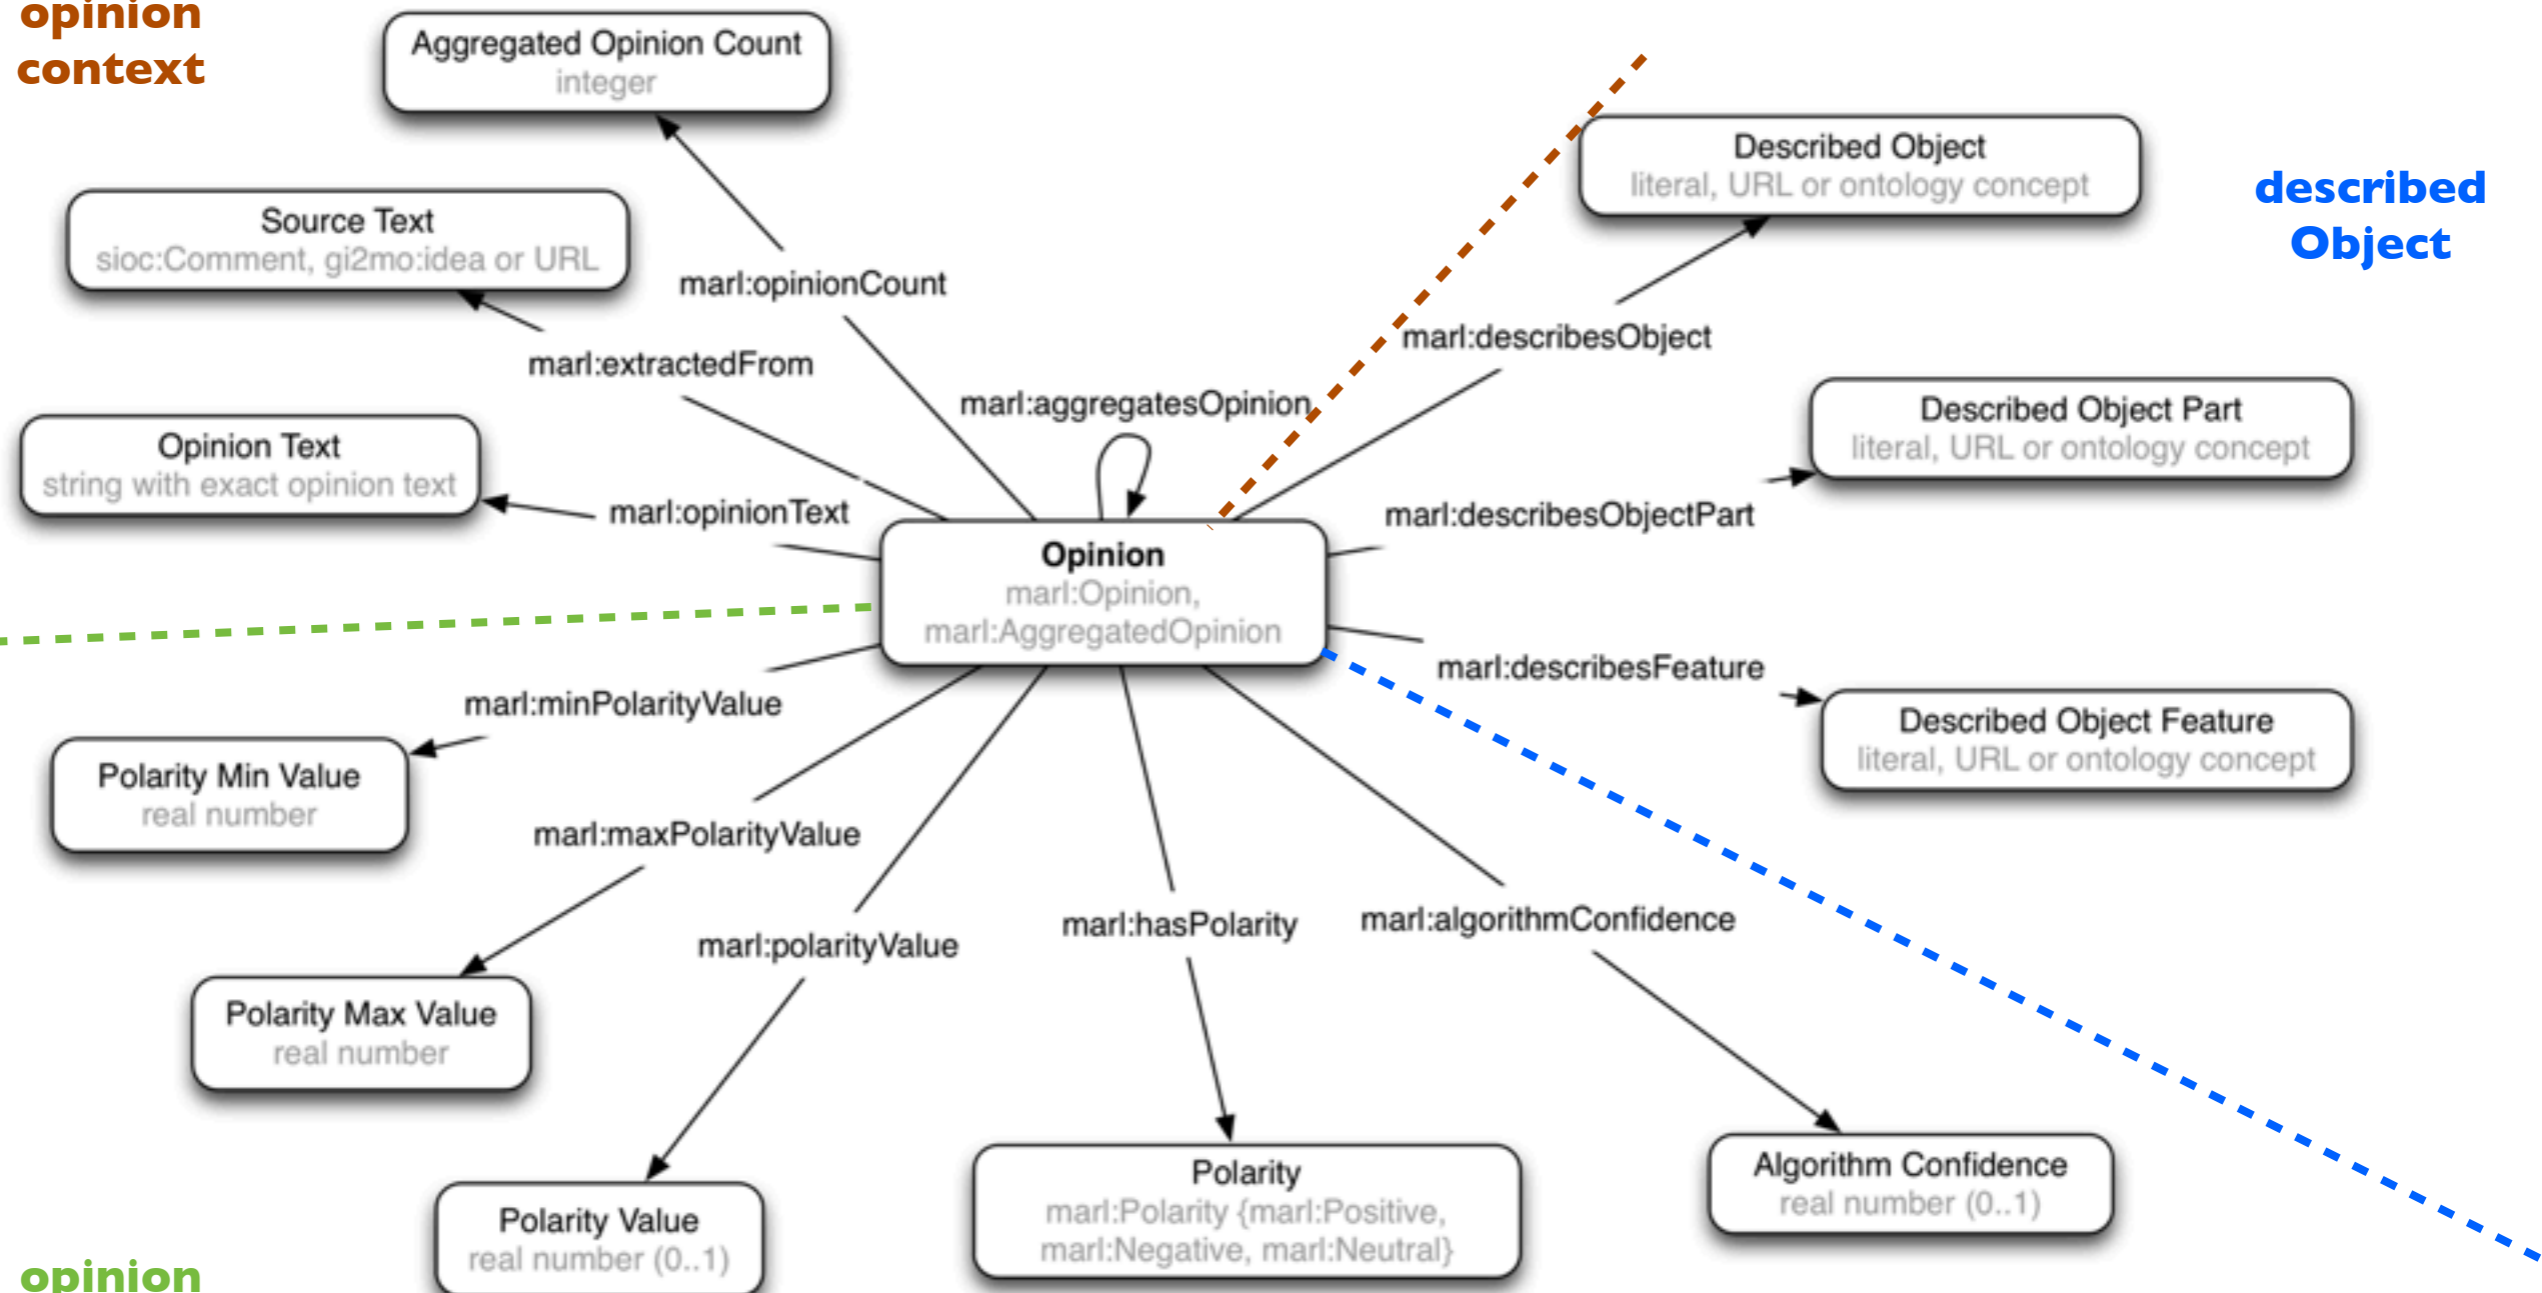 opinion
context
Aggregated Opinion Count
integer
Described Object
literal, URL or ontology concept
described
Object
Source Text
sioc:Comment, gi2mo:idea or URL
marl:opinionCount
marl:describesObject
marl:extractedFrom
marl:aggregatesOpinion
Described Object Part
literal, URL or ontology concept
Opinion Text
string with exact opinion text
marl:opinionText
marl:describesObjectPart
Opinion
marl:Opinion,
marl:AggregatedOpinion
marl:describesFeature
marl:minPolarityValue
Described Object Feature
literal, URL or ontology concept
Polarity Min Value
real number
marl:maxPolarityValue
marl:polarityValue
marl:hasPolarity
marl:algorithmConfidence
Polarity Max Value
real number
Polarity Value
real number (0..1)
Polarity
marl:Polarity {marl:Positive,
marl:Negative, marl:Neutral}
Algorithm Confidence
real number (0..1)
opinion